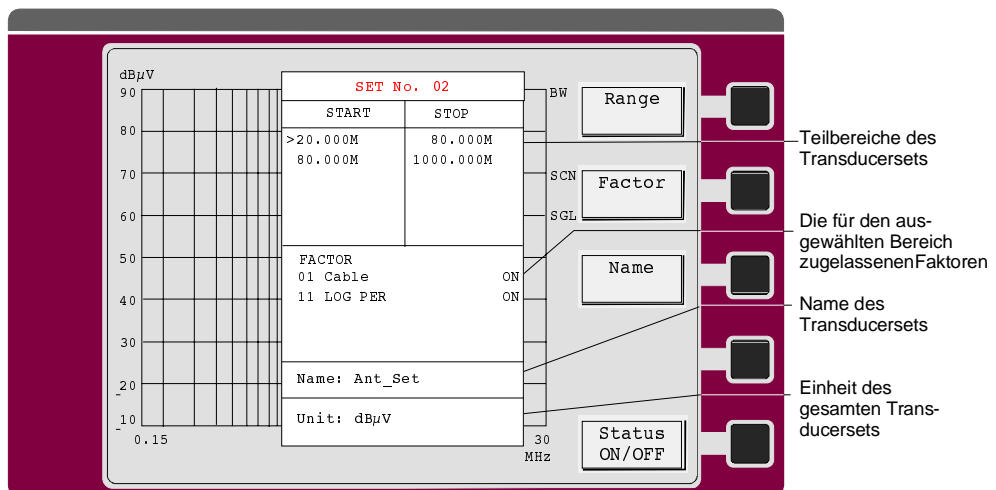 dBµV
90
80
70
60
50
40
30
20
10
0.15
30
MHz
BW
SCN
SGL
SET No. 02
START STOP
>20.000M 80.000M
80.000M 1000.000M
FACTOR
01 Cable ON
11 LOG PER ON
Name: Ant_Set
Unit: dBµV
Range
Factor
Name
Status
ON/OFF
Teilbereiche des
Transducersets
Die für den aus-
gewählten Bereich
zugelassenenFaktoren
Name des
Transducersets
Einheit des
gesamten Trans-
ducersets